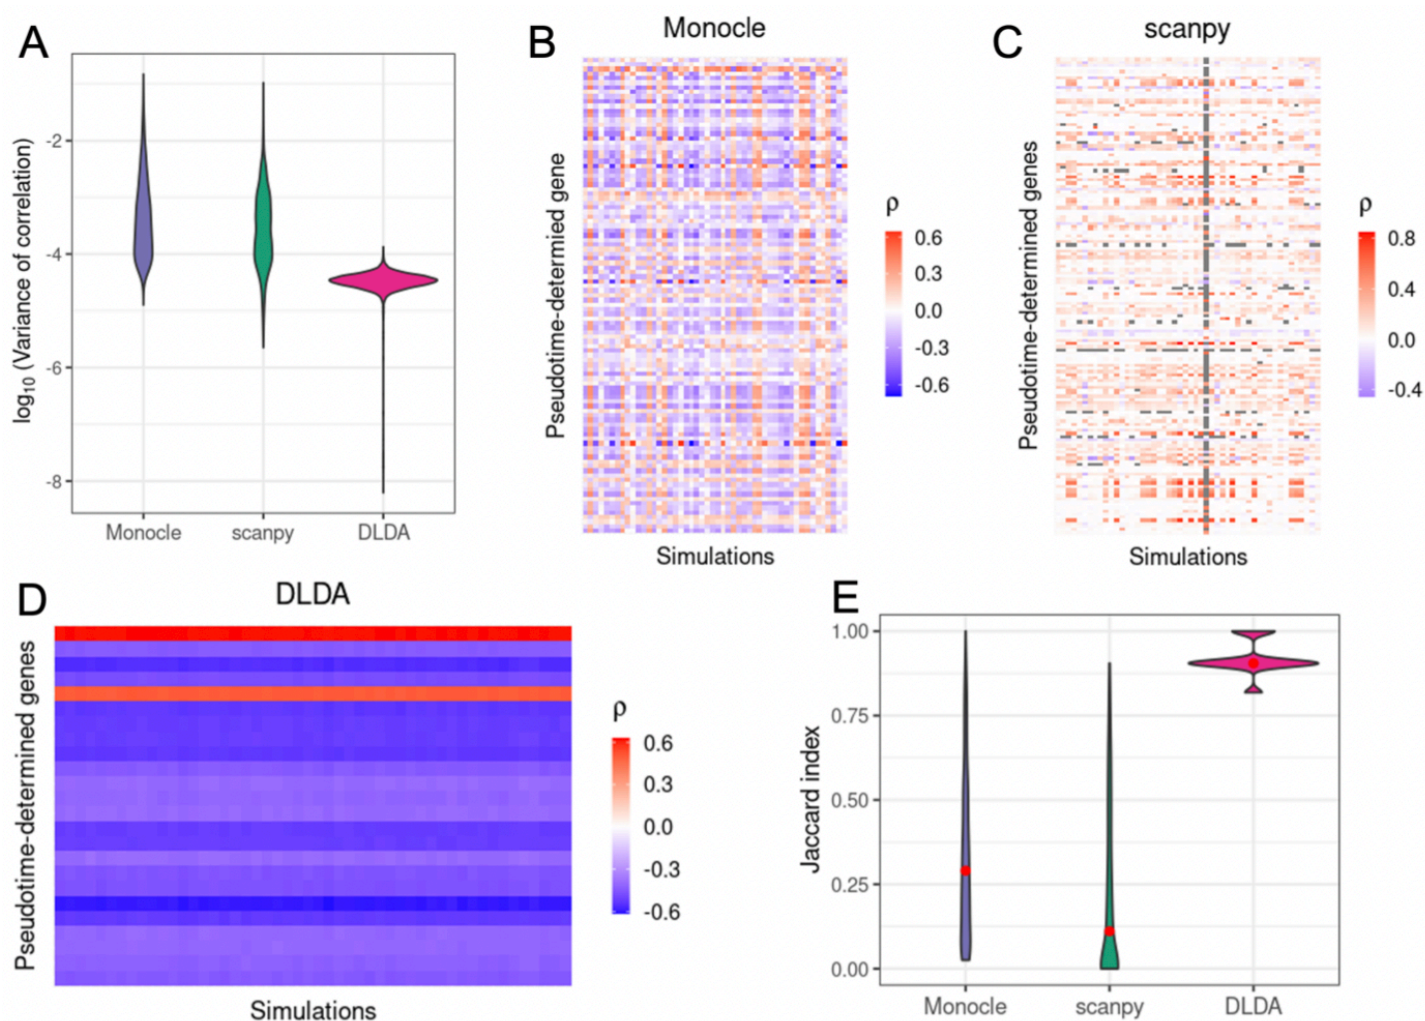 A
log10 (Variance of correlation)
-2
-4
-6
-8
Monocle
scanpy
DLDA
B
Monocle
Pseudotime-determied gene
Simulations
ρ
0.6
0.3
0.0
-0.3
-0.6
C
scanpy
Pseudotime-determined genes
Simulations
ρ
0.8
0.4
0.0
-0.4
D
DLDA
Pseudotime-determined genes
Simulations
ρ
0.6
0.3
0.0
-0.3
-0.6
E
Jaccard index
1.00
0.75
0.50
0.25
0.00
Monocle
scanpy
DLDA